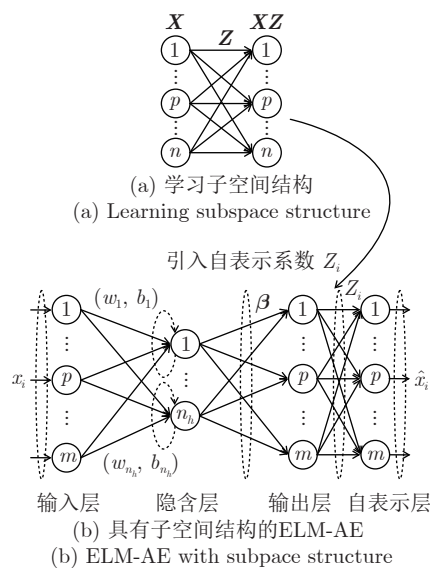 X XZ
Z
1 1
p p
n n
(a) 学习子空间结构
(a) Learning subspace structure
引入自表示系数 Z_i
(w_1, b_1) β Z_i
1 1 1
1
x_i p p p x̂_i
n_h
m m m
(w_{n_h}, b_{n_h})
输入层 隐含层 输出层 自表示层
(b) 具有子空间结构的ELM-AE
(b) ELM-AE with subpace structure